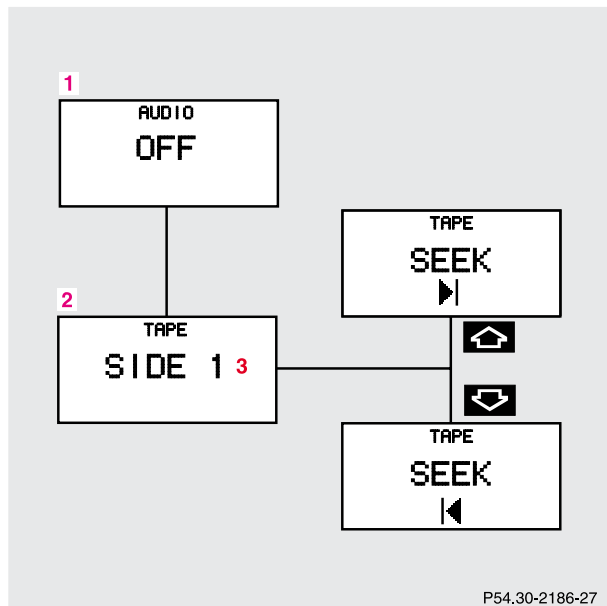 1
AUDIO
OFF
2
TAPE
SIDE 1 3
TAPE
SEEK
TAPE
SEEK
P54.30-2186-27